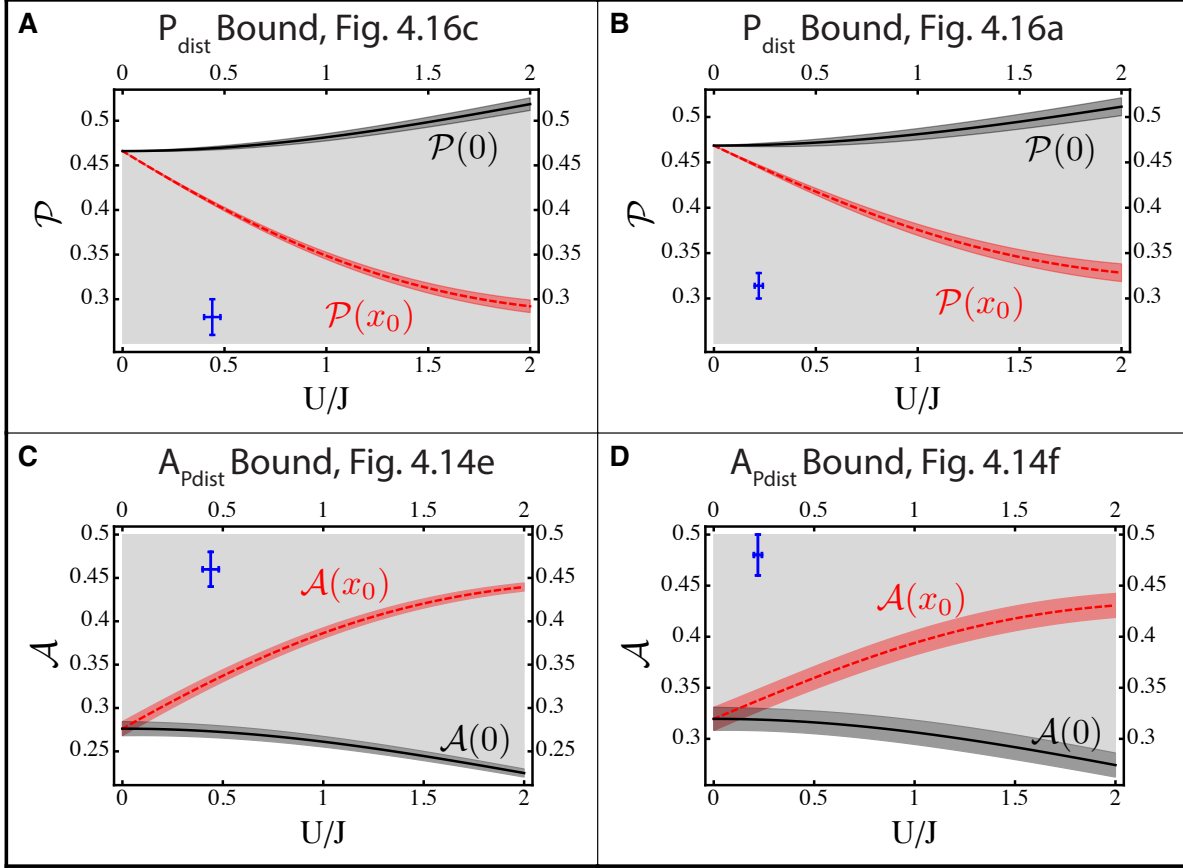 A
P_dist Bound, Fig. 4.16c
0 0.5 1 1.5 2
0.5 0.5
𝒫(0)
0.45 0.45
𝒫
0.4 0.4
0.35 0.35
0.3 0.3
𝒫(x₀)
0 0.5 1 1.5 2
U/J
B
P_dist Bound, Fig. 4.16a
0 0.5 1 1.5 2
0.5 0.5
𝒫(0)
0.45 0.45
𝒫
0.4 0.4
0.35 0.35
0.3 0.3
𝒫(x₀)
0 0.5 1 1.5 2
U/J
C
A_Pdist Bound, Fig. 4.14e
0 0.5 1 1.5 2
0.5 0.5
0.45 0.45
𝒜(x₀)
0.4 0.4
𝒜
0.35 0.35
0.3 0.3
0.25 0.25
𝒜(0)
0 0.5 1 1.5 2
U/J
D
A_Pdist Bound, Fig. 4.14f
0 0.5 1 1.5 2
0.5 0.5
0.45
𝒜(x₀)
0.4 0.4
𝒜
0.35
0.3 0.3
𝒜(0)
0 0.5 1 1.5 2
U/J